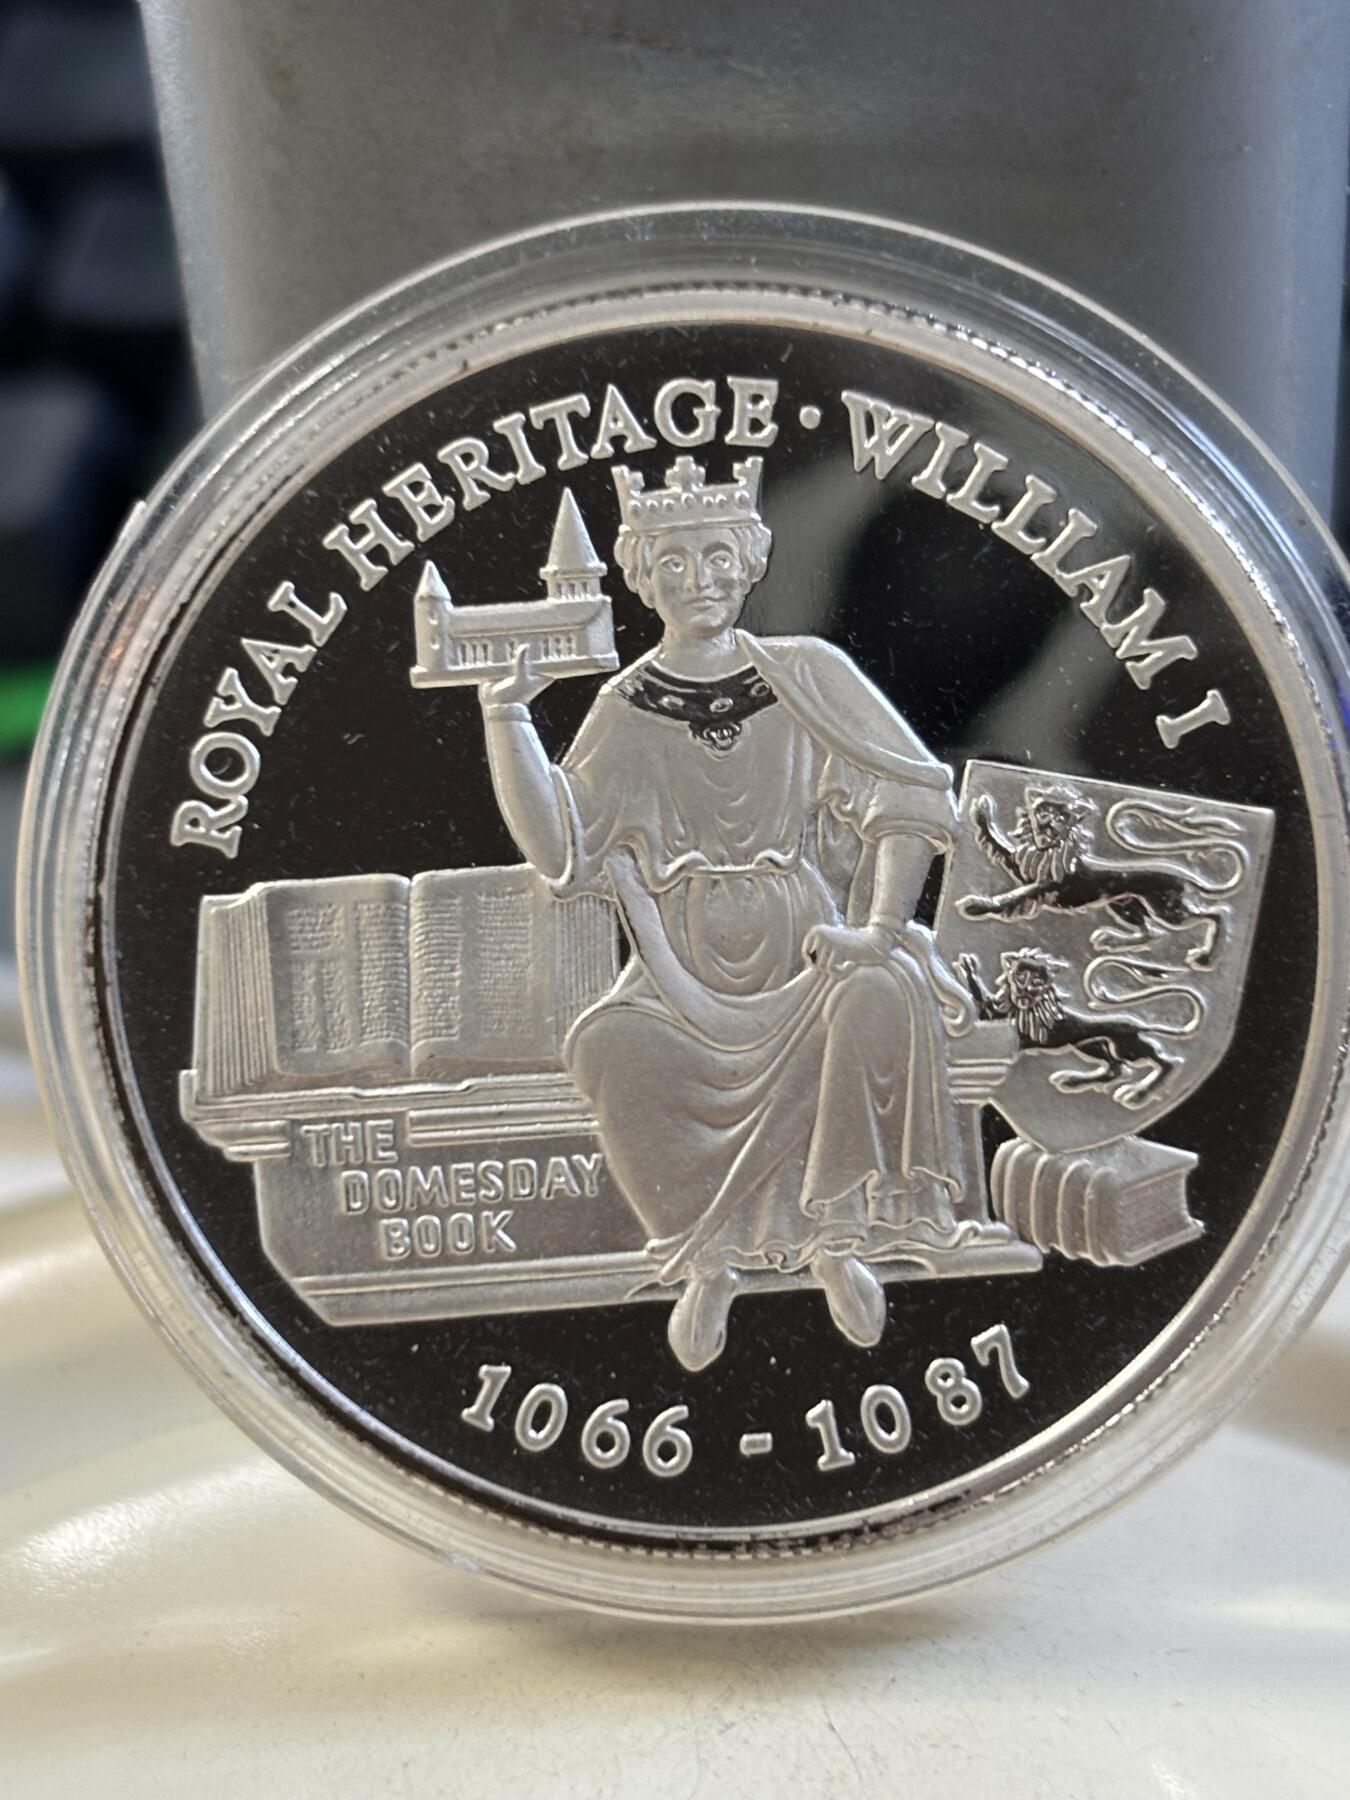 ROYAL HERITAGE · WILLIAM I
THE
DOMESDAY
BOOK
1066 - 1087